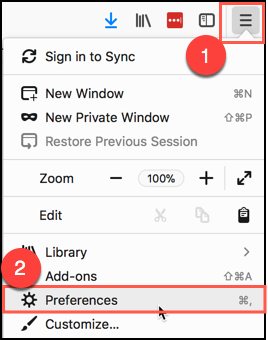 1
Sign in to Sync
New Window ⌘N
New Private Window ⇧⌘P
Restore Previous Session
Zoom − 100% +
Edit
Library >
2
Add-ons ⇧⌘A
Preferences ⌘,
Customize...